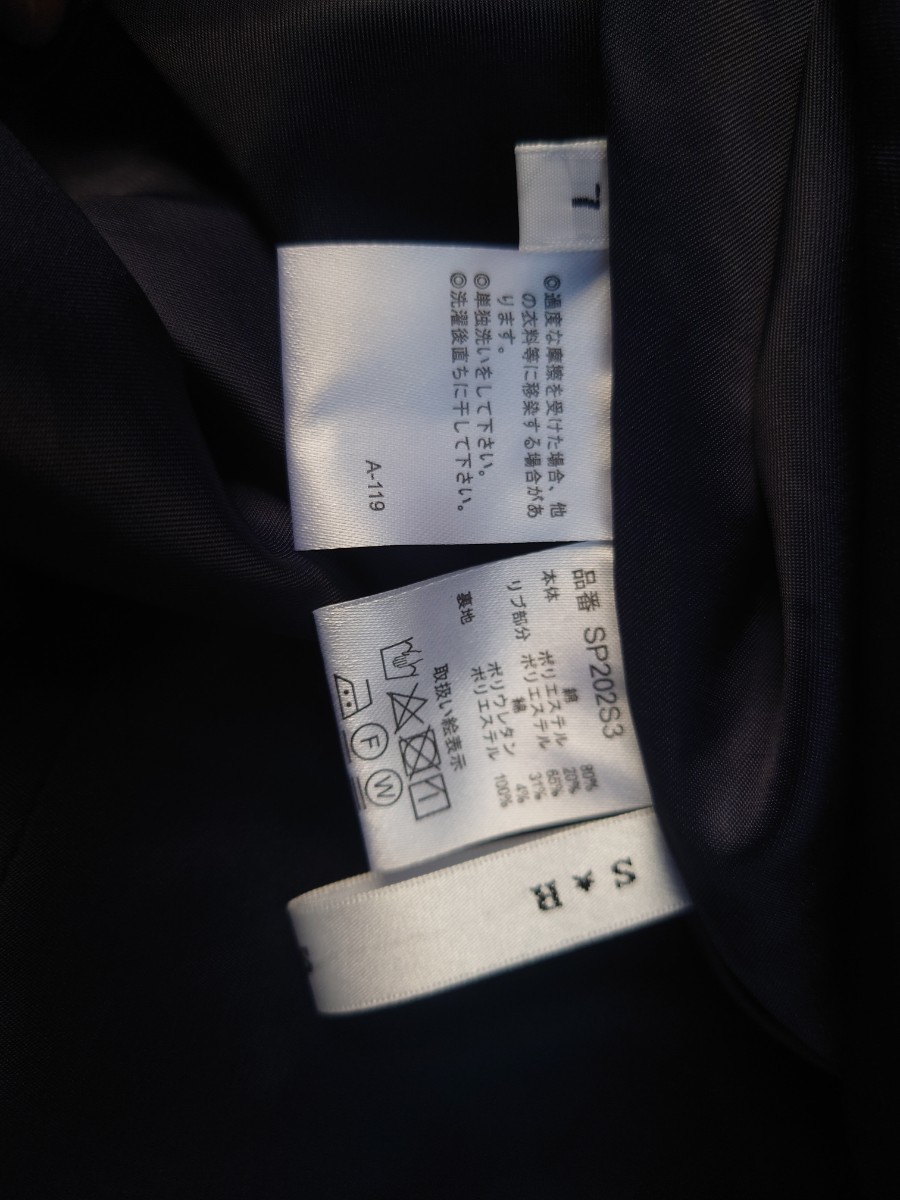 7
◎過度な摩擦を受けた場合、他
の衣料等に移染する場合があ
ります。
◎単独洗いをして下さい。
◎洗濯後直ちに干して下さい。
A-119
品番 SP202S3
本体 綿 80%
ポリエステル 20%
リブ部分 ポリエステル 65%
綿 31%
ポリウレタン 4%
裏地 ポリエステル 100%
取扱い絵表示
F
W
S★R